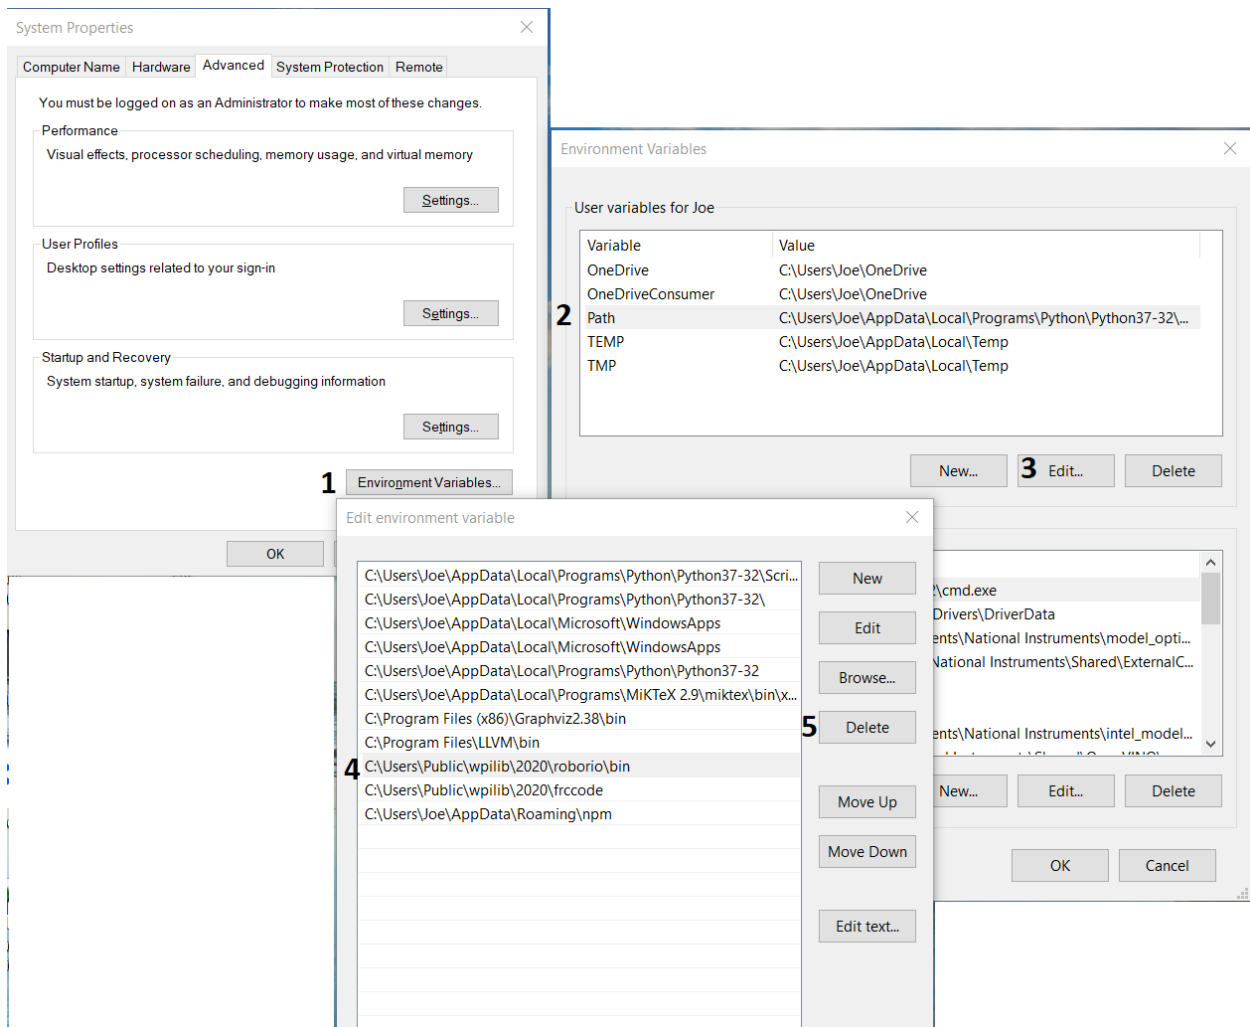 System Properties
Computer Name Hardware Advanced System Protection Remote
You must be logged on as an Administrator to make most of these changes.
Performance
Visual effects, processor scheduling, memory usage, and virtual memory
Settings...
User Profiles
Desktop settings related to your sign-in
Settings...
Startup and Recovery
System startup, system failure, and debugging information
Settings...
1 Environment Variables...
OK
Environment Variables
User variables for Joe
Variable Value
OneDrive C:\Users\Joe\OneDrive
OneDriveConsumer C:\Users\Joe\OneDrive
2 Path C:\Users\Joe\AppData\Local\Programs\Python\Python37-32\...
TEMP C:\Users\Joe\AppData\Local\Temp
TMP C:\Users\Joe\AppData\Local\Temp
New... 3 Edit... Delete
\cmd.exe
Drivers\DriverData
ents\National Instruments\model_opti...
National Instruments\Shared\ExternalC...
ents\National Instruments\intel_model...
New... Edit... Delete
OK Cancel
Edit environment variable
C:\Users\Joe\AppData\Local\Programs\Python\Python37-32\Scri...
C:\Users\Joe\AppData\Local\Programs\Python\Python37-32\
C:\Users\Joe\AppData\Local\Microsoft\WindowsApps
C:\Users\Joe\AppData\Local\Microsoft\WindowsApps
C:\Users\Joe\AppData\Local\Programs\Python\Python37-32
C:\Users\Joe\AppData\Local\Programs\MiKTeX 2.9\miktex\bin\x...
C:\Program Files (x86)\Graphviz2.38\bin
C:\Program Files\LLVM\bin
4 C:\Users\Public\wpilib\2020\roborio\bin
C:\Users\Public\wpilib\2020\frccode
C:\Users\Joe\AppData\Roaming\npm
New
Edit
Browse...
5 Delete
Move Up
Move Down
Edit text...